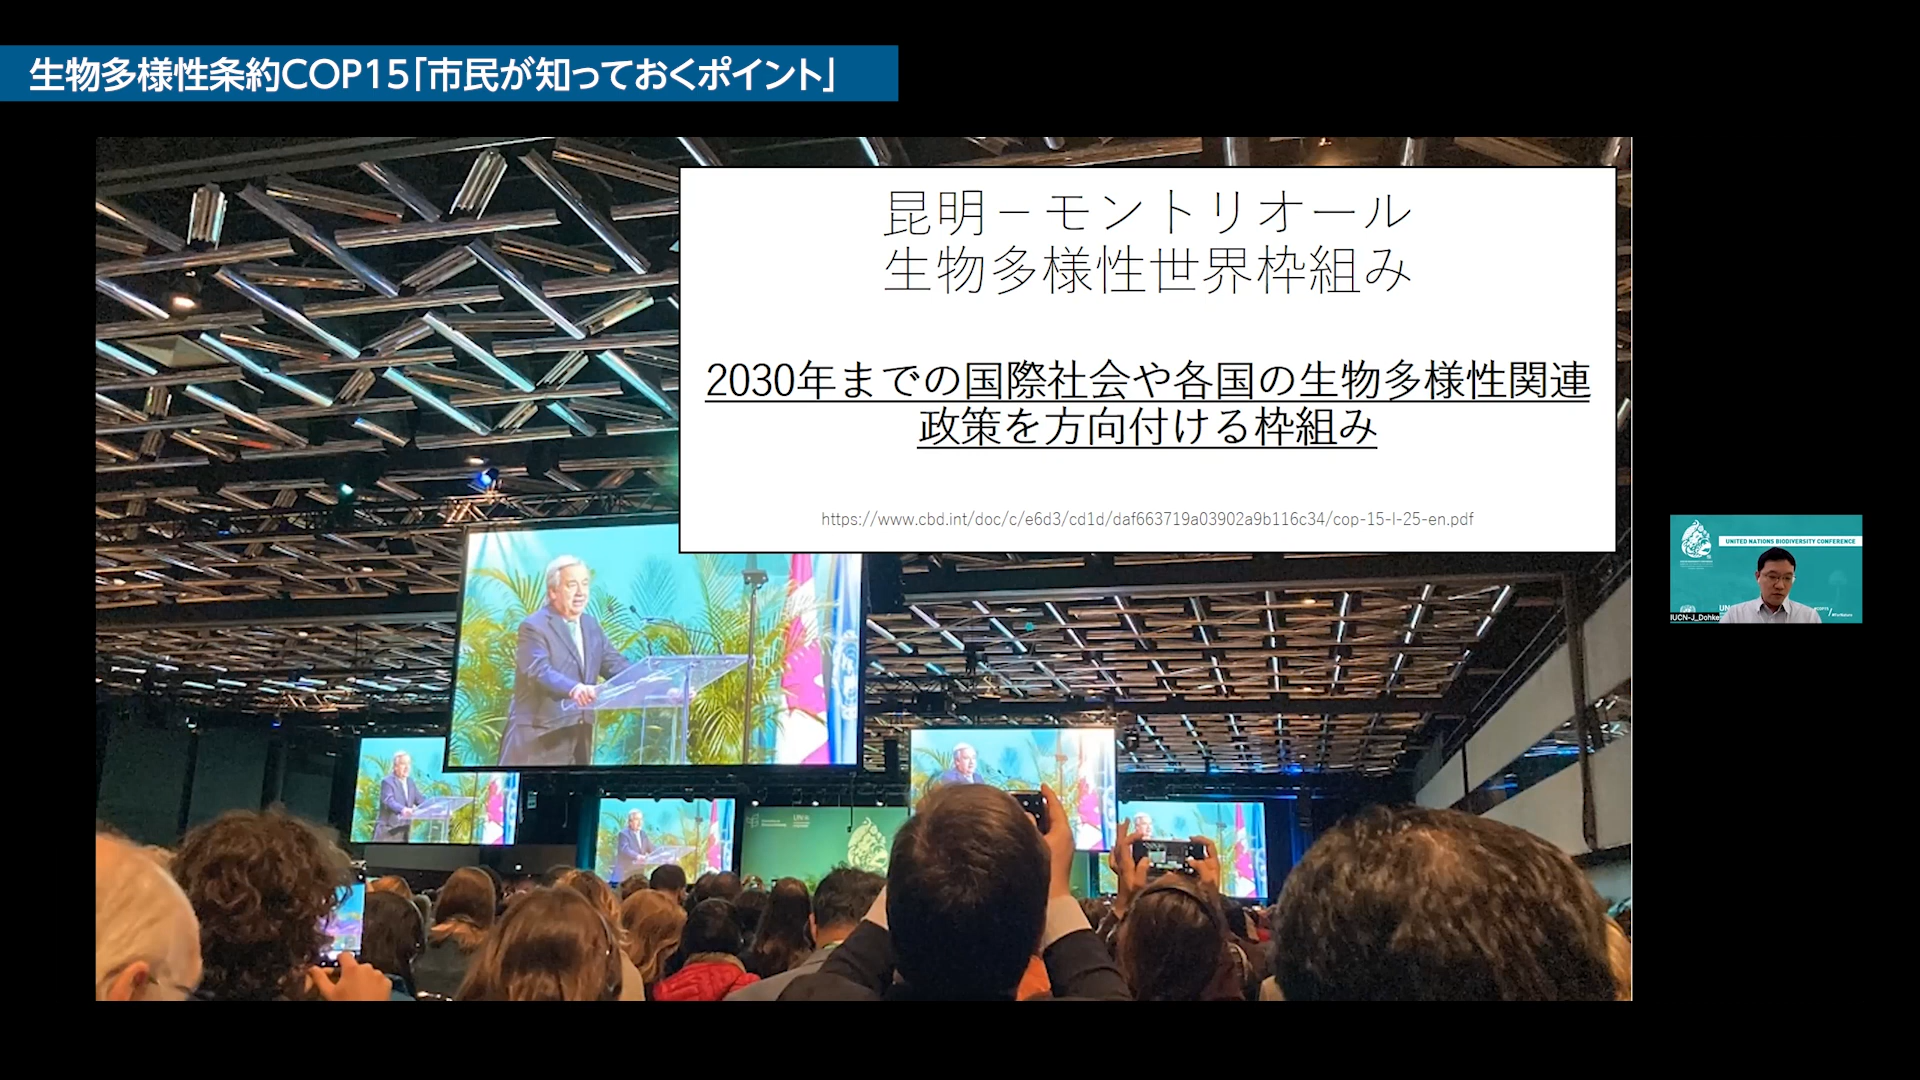 生物多様性条約COP15「市民が知っておくポイント」
昆明－モントリオール
生物多様性世界枠組み
2030年までの国際社会や各国の生物多様性関連
政策を方向付ける枠組み
https://www.cbd.int/doc/c/e6d3/cd1d/daf663719a03902a9b116c34/cop-15-l-25-en.pdf
UNITED NATIONS BIODIVERSITY CONFERENCE
IUCN-J_Dohke